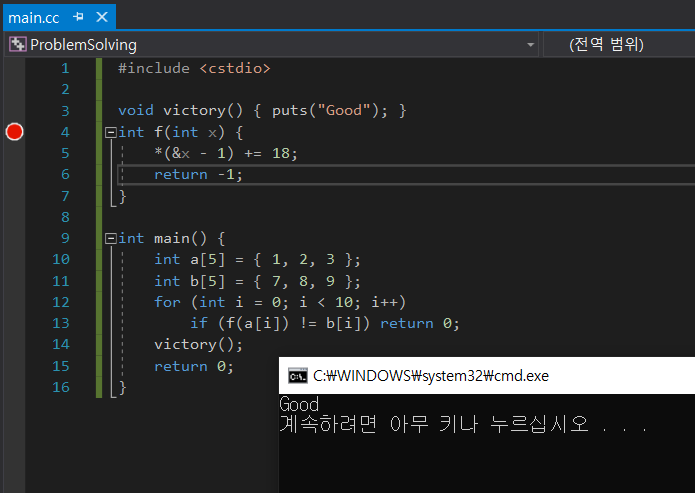 main.cc
ProblemSolving
(전역 범위)
1 #include <cstdio>
2
3 void victory() { puts("Good"); }
4 int f(int x) {
5 *(&x - 1) += 18;
6 return -1;
7 }
8
9 int main() {
10 int a[5] = { 1, 2, 3 };
11 int b[5] = { 7, 8, 9 };
12 for (int i = 0; i < 10; i++)
13 if (f(a[i]) != b[i]) return 0;
14 victory();
15 return 0;
16 }
C:₩WINDOWS₩system32₩cmd.exe
Good
계속하려면 아무 키나 누르십시오 . . .